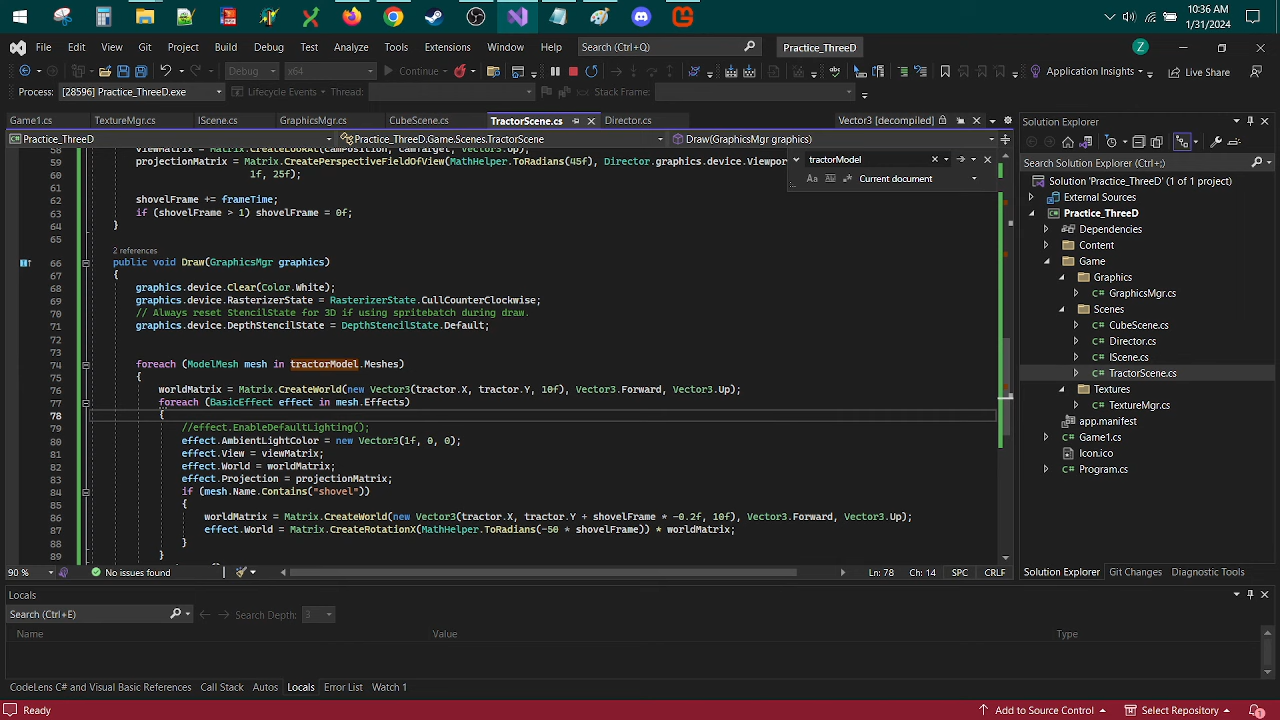 10:36 AM
1/31/2024
File Edit View Git Project Build Debug Test Analyze Tools Extensions Window Help Search (Ctrl+Q) Practice_ThreeD Z
Debug x64 Continue Application Insights Live Share
Process: [28596] Practice_ThreeD.exe Lifecycle Events Thread: Stack Frame:
Game1.cs TextureMgr.cs IScene.cs GraphicsMgr.cs CubeScene.cs TractorScene.cs Director.cs Vector3 [decompiled]
Practice_ThreeD Practice_ThreeD.Game.Scenes.TractorScene Draw(GraphicsMgr graphics)
tractorModel
Current document
59 projectionMatrix = Matrix.CreatePerspectiveFieldOfView(MathHelper.ToRadians(45f), Director.graphics.device.Viewpor
60 1f, 25f);
61
62 shovelFrame += frameTime;
63 if (shovelFrame > 1) shovelFrame = 0f;
64 }
65
2 references
66 public void Draw(GraphicsMgr graphics)
67 {
68 graphics.device.Clear(Color.White);
69 graphics.device.RasterizerState = RasterizerState.CullCounterClockwise;
70 // Always reset StencilState for 3D if using spritebatch during draw.
71 graphics.device.DepthStencilState = DepthStencilState.Default;
72
73
74 foreach (ModelMesh mesh in tractorModel.Meshes)
75 {
76 worldMatrix = Matrix.CreateWorld(new Vector3(tractor.X, tractor.Y, 10f), Vector3.Forward, Vector3.Up);
77 foreach (BasicEffect effect in mesh.Effects)
78 {
79 //effect.EnableDefaultLighting();
80 effect.AmbientLightColor = new Vector3(1f, 0, 0);
81 effect.View = viewMatrix;
82 effect.World = worldMatrix;
83 effect.Projection = projectionMatrix;
84 if (mesh.Name.Contains("shovel"))
85 {
86 worldMatrix = Matrix.CreateWorld(new Vector3(tractor.X, tractor.Y + shovelFrame * -0.2f, 10f), Vector3.Forward, Vector3.Up);
87 effect.World = Matrix.CreateRotationX(MathHelper.ToRadians(-50 * shovelFrame)) * worldMatrix;
88 }
89 }
90 % No issues found Ln: 78 Ch: 14 SPC CRLF
Solution Explorer
Search Solution Explorer (Ctrl+;)
Solution 'Practice_ThreeD' (1 of 1 project)
External Sources
Practice_ThreeD
Dependencies
Content
Game
Graphics
GraphicsMgr.cs
Scenes
CubeScene.cs
Director.cs
IScene.cs
TractorScene.cs
Textures
TextureMgr.cs
app.manifest
Game1.cs
Icon.ico
Program.cs
Solution Explorer Git Changes Diagnostic Tools
Locals
Search (Ctrl+E) Search Depth: 3
Name Value Type
CodeLens C# and Visual Basic References Call Stack Autos Locals Error List Watch 1
Ready Add to Source Control Select Repository 1